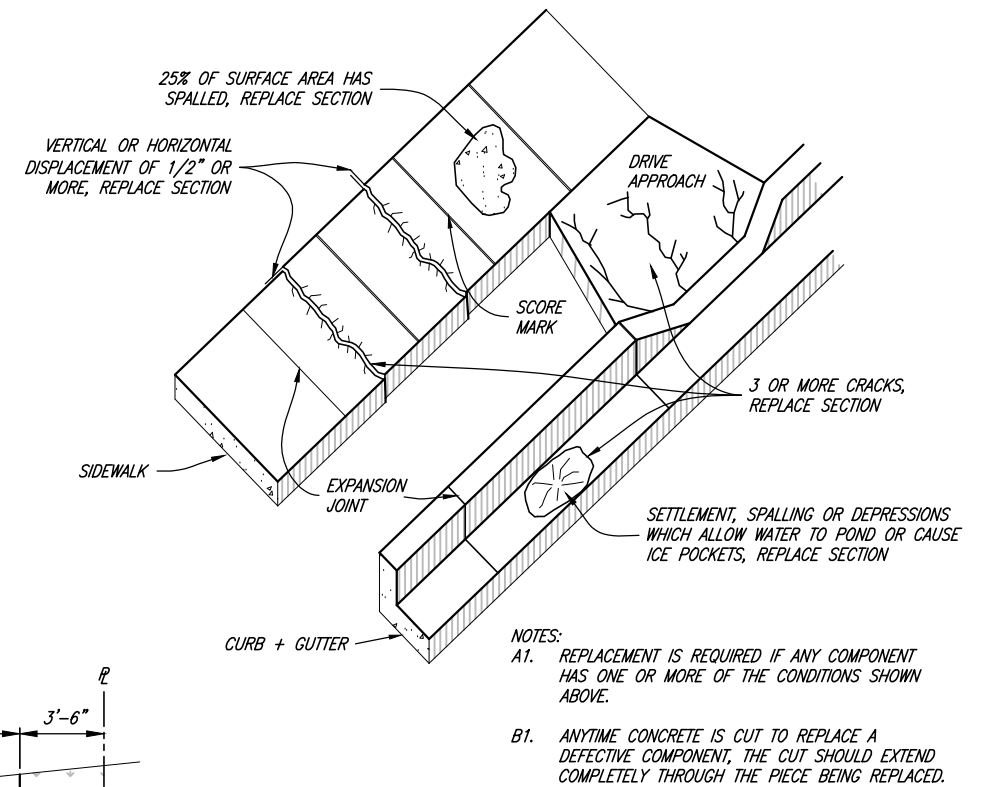 25% OF SURFACE AREA HAS
SPALLED, REPLACE SECTION
VERTICAL OR HORIZONTAL
DISPLACEMENT OF 1/2" OR
MORE, REPLACE SECTION
DRIVE
APPROACH
SCORE
MARK
3 OR MORE CRACKS,
REPLACE SECTION
SIDEWALK
EXPANSION
JOINT
SETTLEMENT, SPALLING OR DEPRESSIONS
WHICH ALLOW WATER TO POND OR CAUSE
ICE POCKETS, REPLACE SECTION
CURB + GUTTER
NOTES:
A1. REPLACEMENT IS REQUIRED IF ANY COMPONENT
HAS ONE OR MORE OF THE CONDITIONS SHOWN
ABOVE.
B1. ANYTIME CONCRETE IS CUT TO REPLACE A
DEFECTIVE COMPONENT, THE CUT SHOULD EXTEND
COMPLETELY THROUGH THE PIECE BEING REPLACED.
PL
3'-6"